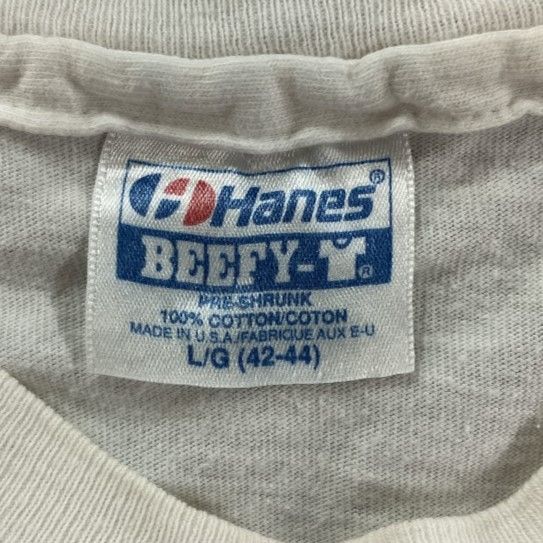 Hanes®
BEEFY-T®
PRE-SHRUNK
100% COTTON/COTON
MADE IN U.S.A./FABRIQUE AUX E-U
L/G (42-44)